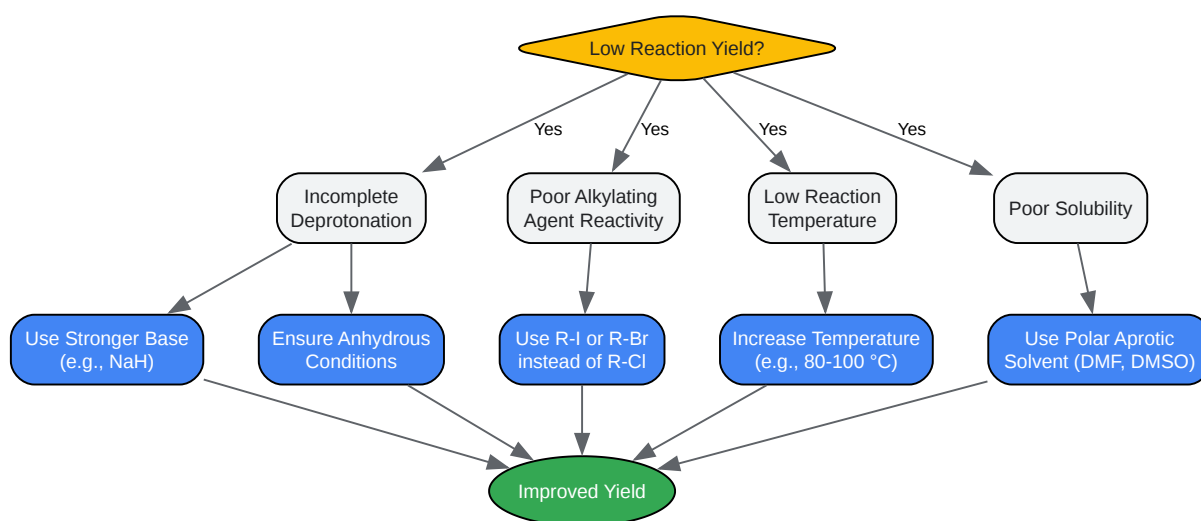 Low Reaction Yield?
Yes
Yes
Yes
Yes
Incomplete
Deprotonation
Poor Alkylating
Agent Reactivity
Low Reaction
Temperature
Poor Solubility
Use Stronger Base
(e.g., NaH)
Ensure Anhydrous
Conditions
Use R-I or R-Br
instead of R-Cl
Increase Temperature
(e.g., 80-100 °C)
Use Polar Aprotic
Solvent (DMF, DMSO)
Improved Yield